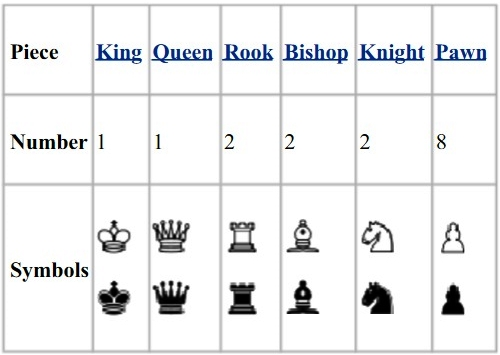 Piece King Queen Rook Bishop Knight Pawn
Number 1 1 2 2 2 8
Symbols